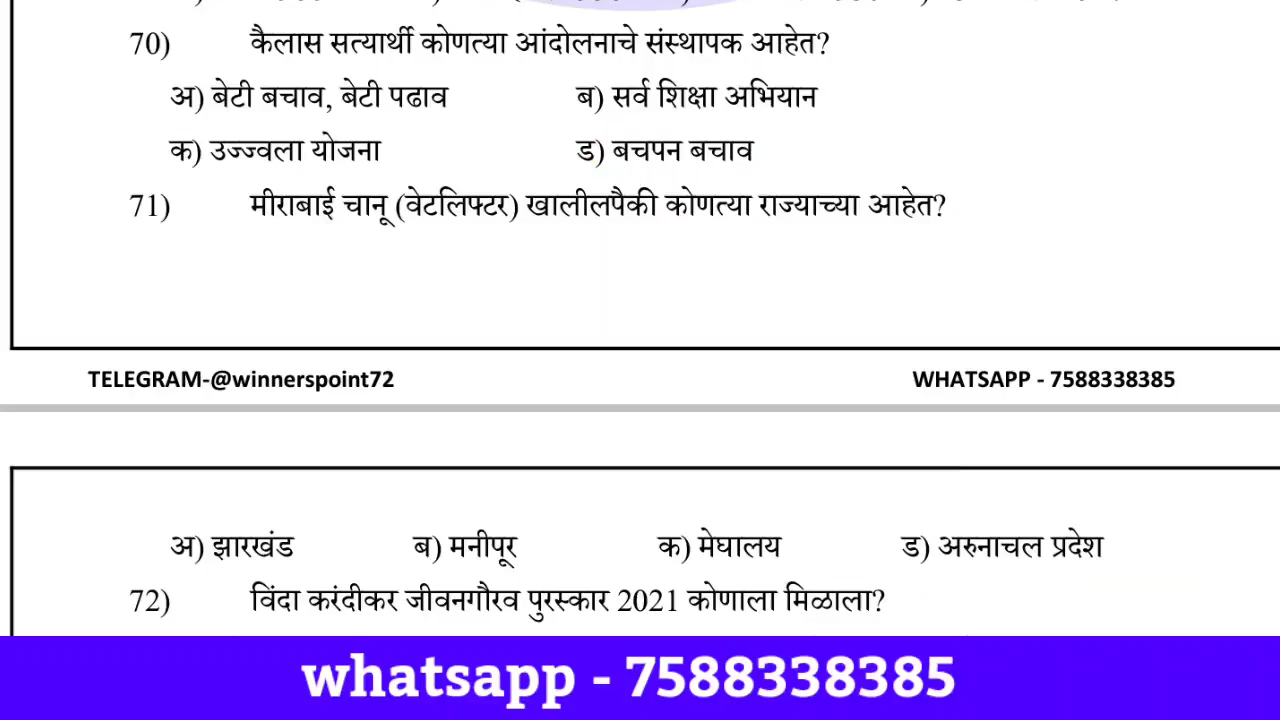 70) कैलास सत्यार्थी कोणत्या आंदोलनाचे संस्थापक आहेत?
अ) बेटी बचाव, बेटी पढाव ब) सर्व शिक्षा अभियान
क) उज्ज्वला योजना ड) बचपन बचाव
71) मीराबाई चानू (वेटलिफ्टर) खालीलपैकी कोणत्या राज्याच्या आहेत?
TELEGRAM-@winnerspoint72 WHATSAPP - 7588338385
अ) झारखंड ब) मनीपूर क) मेघालय ड) अरुनाचल प्रदेश
72) विंदा करंदीकर जीवनगौरव पुरस्कार 2021 कोणाला मिळाला?
whatsapp - 7588338385